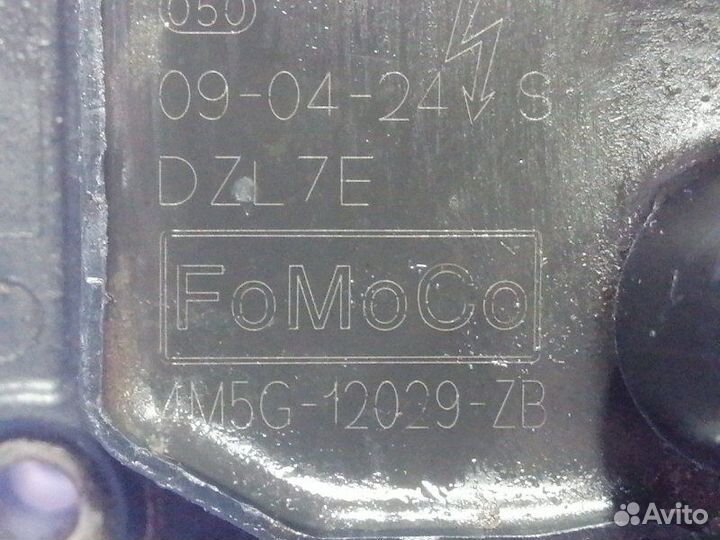 050
09-04-24 S
DZL7E
FoMoCo
4M5G-12029-ZB
Avito